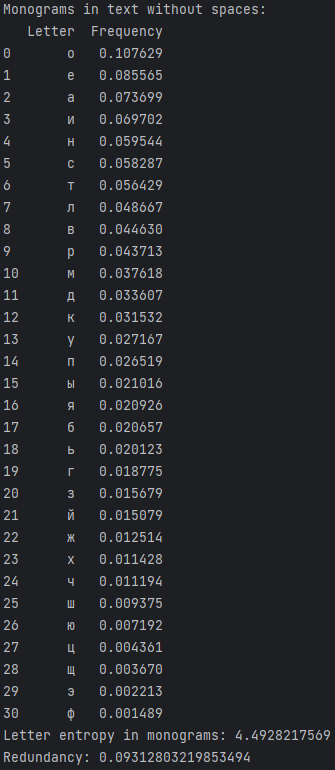 Monograms in text without spaces:
Letter Frequency
0 о 0.107629
1 е 0.085565
2 а 0.073699
3 и 0.069702
4 н 0.059544
5 с 0.058287
6 т 0.056429
7 л 0.048667
8 в 0.044630
9 р 0.043713
10 м 0.037618
11 д 0.033607
12 к 0.031532
13 у 0.027167
14 п 0.026519
15 ы 0.021016
16 я 0.020926
17 б 0.020657
18 ь 0.020123
19 г 0.018775
20 з 0.015679
21 й 0.015079
22 ж 0.012514
23 х 0.011428
24 ч 0.011194
25 ш 0.009375
26 ю 0.007192
27 ц 0.004361
28 щ 0.003670
29 э 0.002213
30 ф 0.001489
Letter entropy in monograms: 4.4928217569
Redundancy: 0.09312803219853494